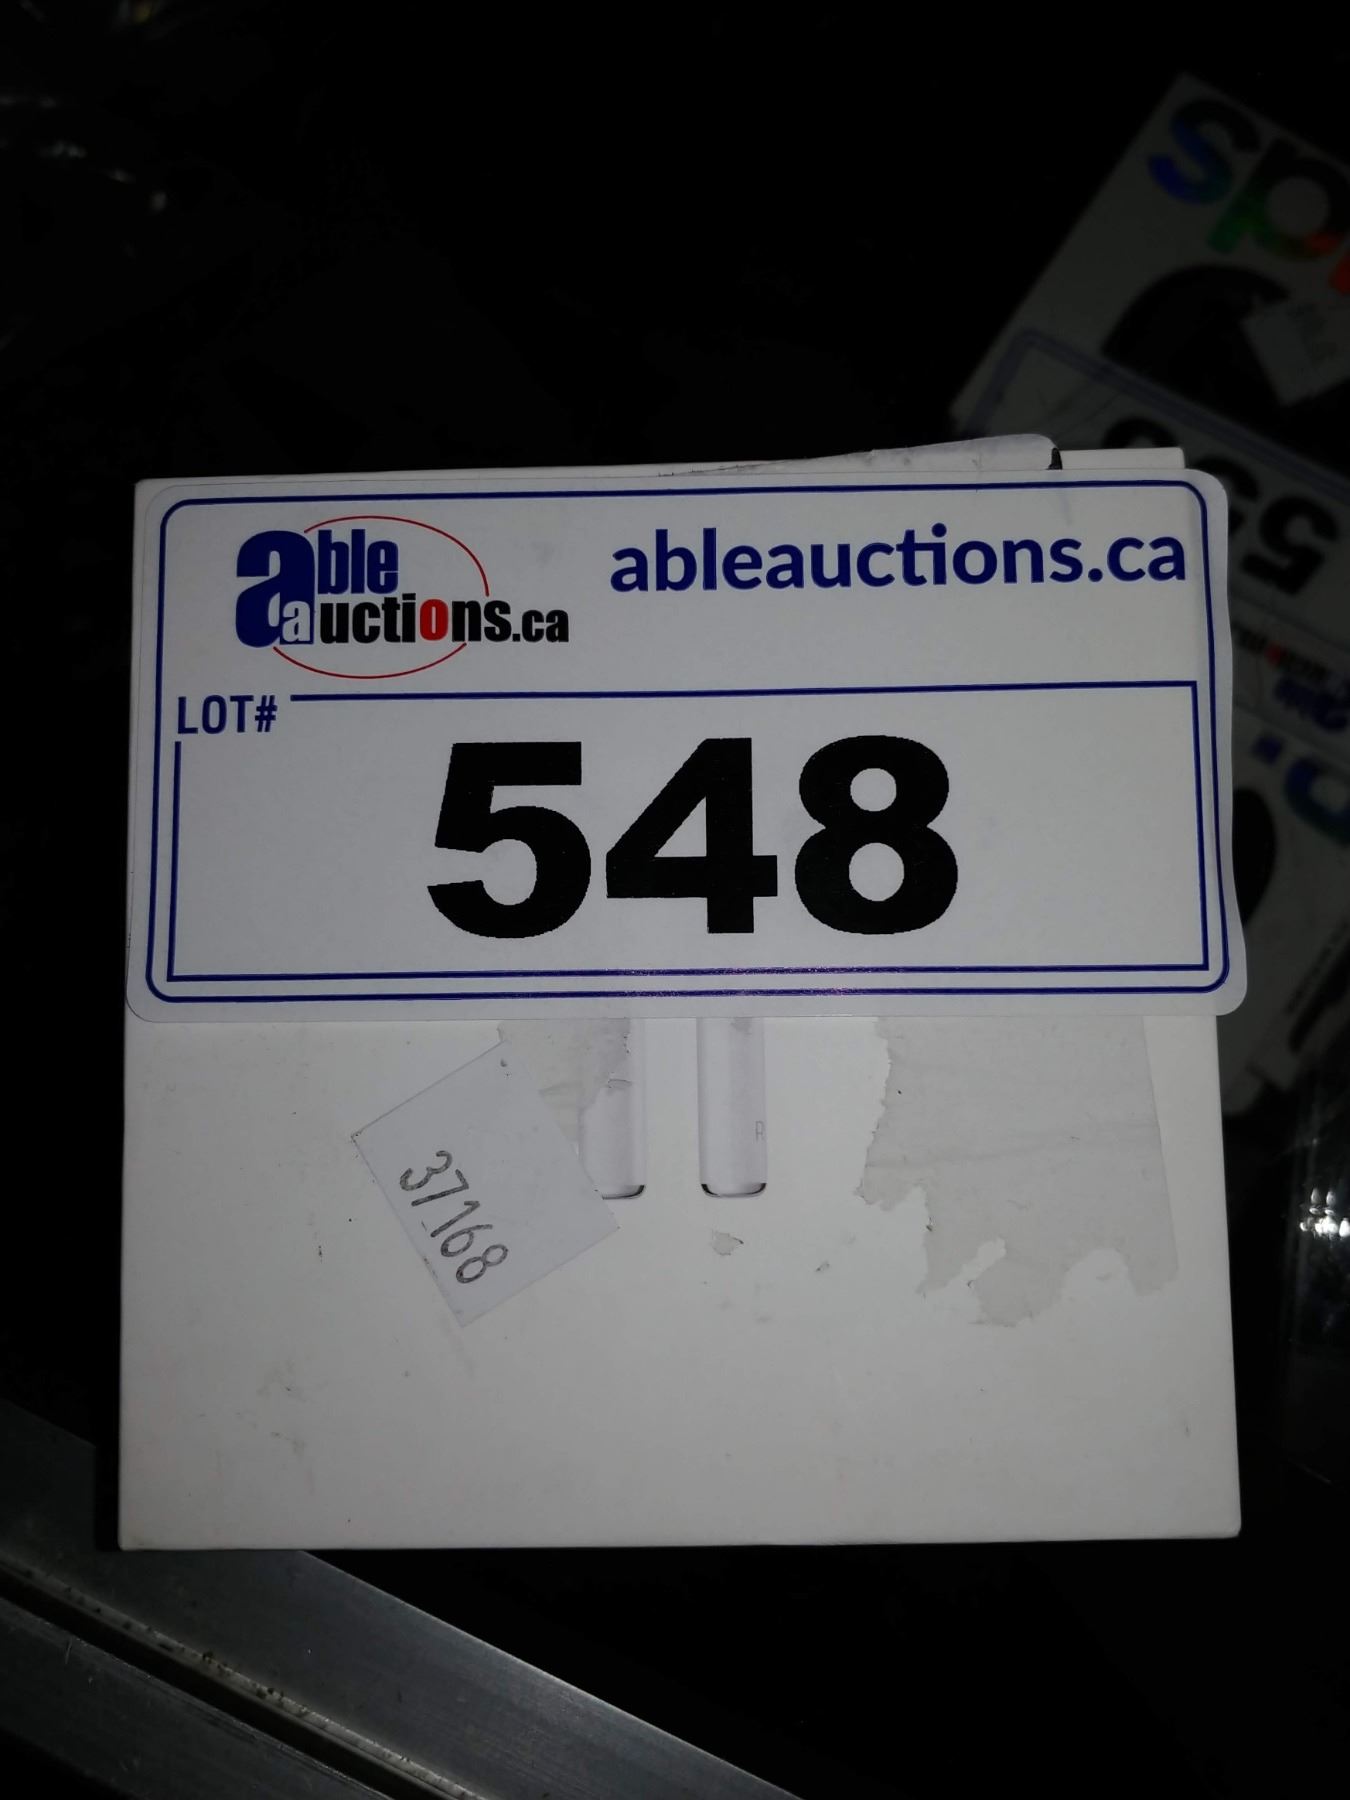 able
auctions.ca
ableauctions.ca
LOT#
548
R
37168